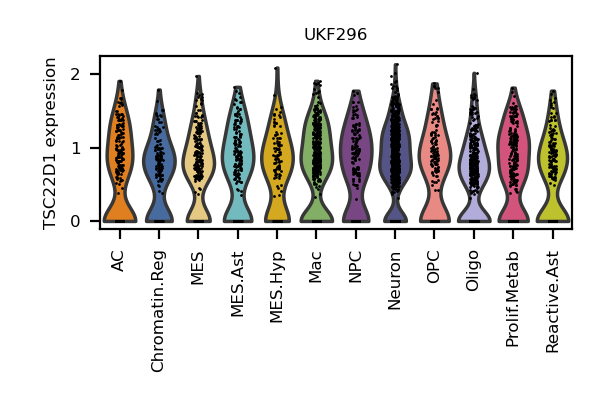 UKF296
TSC22D1 expression
2
1
0
AC
Chromatin.Reg
MES
MES.Ast
MES.Hyp
Mac
NPC
Neuron
OPC
Oligo
Prolif.Metab
Reactive.Ast